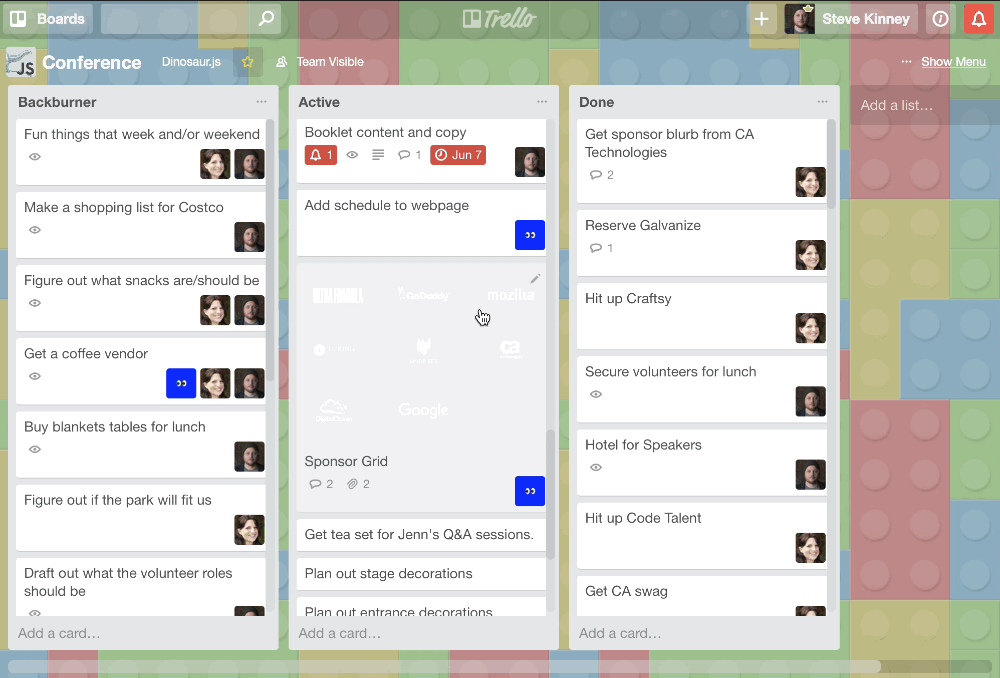 Boards
Trello
Steve Kinney
JS
Conference
Dinosaur.js
Team Visible
Show Menu
Backburner
Fun things that week and/or weekend
Make a shopping list for Costco
Figure out what snacks are/should be
Get a coffee vendor
Buy blankets tables for lunch
Figure out if the park will fit us
Draft out what the volunteer roles
should be
Add a card…
Active
Booklet content and copy
1
1
Jun 7
Add schedule to webpage
GoDaddy
mozilla
ca
DigitalOcean
Google
Sponsor Grid
2
2
Get tea set for Jenn's Q&A sessions.
Plan out stage decorations
Plan out entrance decorations
Add a card…
Done
Get sponsor blurb from CA
Technologies
2
Reserve Galvanize
1
Hit up Craftsy
Secure volunteers for lunch
Hotel for Speakers
Hit up Code Talent
Get CA swag
Add a card…
Add a list…